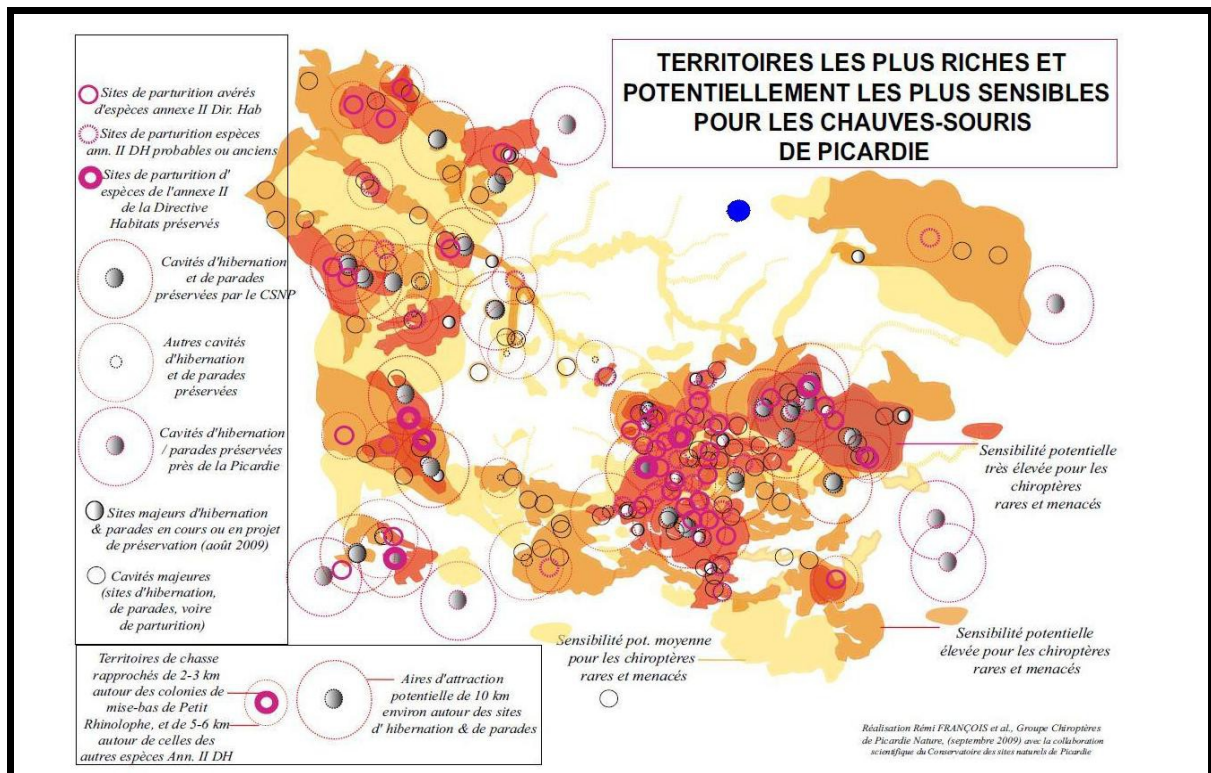 TERRITOIRES LES PLUS RICHES ET
POTENTIELLEMENT LES PLUS SENSIBLES
POUR LES CHAUVES-SOURIS
DE PICARDIE
Sites de parturition avérés
d'espèces annexe II Dir. Hab
Sites de parturition espèces
ann. II DH probables ou anciens
Sites de parturition d'
espèces de l'annexe II
de la Directive
Habitats préservés
Cavités d'hibernation
et de parades
préservées par le CSNP
Autres cavités
d'hibernation
et de parades
préservées
Cavités d'hibernation
/ parades préservées
près de la Picardie
Sites majeurs d'hibernation
& parades en cours ou en projet
de préservation (août 2009)
Cavités majeures
(sites d'hibernation,
de parades, voire
de parturition)
Territoires de chasse
rapprochés de 2-3 km
autour des colonies de
mise-bas de Petit
Rhinolophe, et de 5-6 km
autour de celles des
autres espèces Ann. II DH
Aires d'attraction
potentielle de 10 km
environ autour des sites
d' hibernation & de parades
Sensibilité pot. moyenne
pour les chiroptères
rares et menacés
Sensibilité potentielle
très élevée pour les
chiroptères
rares et menacés
Sensibilité potentielle
élevée pour les chiroptères
rares et menacés
Réalisation Rémi FRANÇOIS et al., Groupe Chiroptères
de Picardie Nature, (septembre 2009) avec la collaboration
scientifique du Conservatoire des sites naturels de Picardie